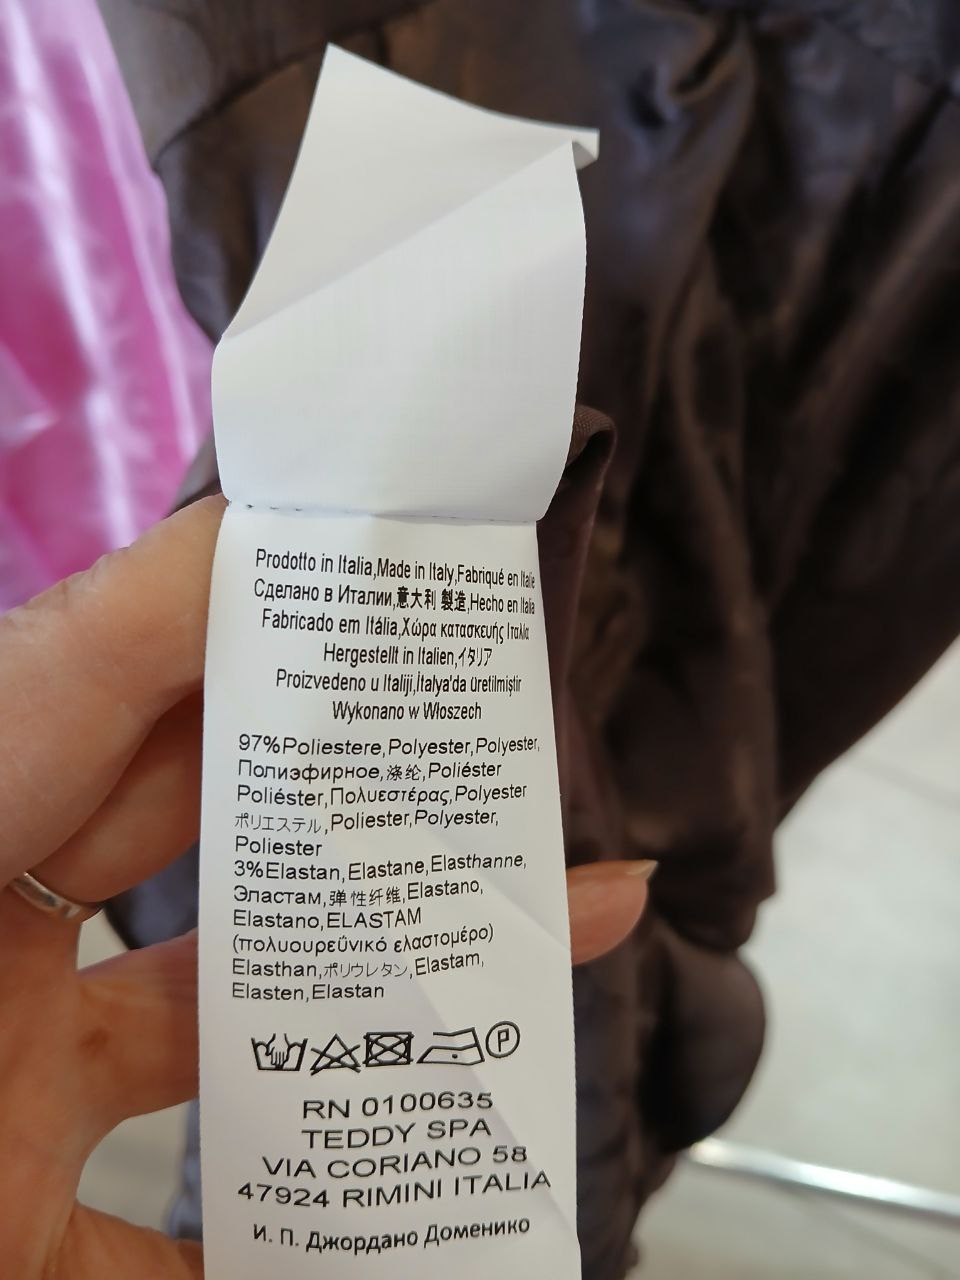 Prodotto in Italia,Made in Italy,Fabriqué en Italie
Сделано в Италии,意大利 製造,Hecho en Italia
Fabricado em Itália,Χώρα κατασκευής Ιταλία
Hergestellt in Italien,イタリア
Proizvedeno u Italiji,İtalya'da üretilmiştir
Wykonano w Włoszech
97%Poliestere,Polyester,Polyester,
Полиэфирное,涤纶,Poliéster
Poliéster,Πολυεστέρας,Polyester
ポリエステル,Poliester,Polyester,
Poliester
3%Elastan,Elastane,Elasthanne,
Эластам,弹性纤维,Elastano,
Elastano,ELASTAM
(πολυουρεϋνικό ελαστομέρο)
Elasthan,ポリウレタン,Elastam,
Elasten,Elastan
P
RN 0100635
TEDDY SPA
VIA CORIANO 58
47924 RIMINI ITALIA
И. П. Джордано Доменико